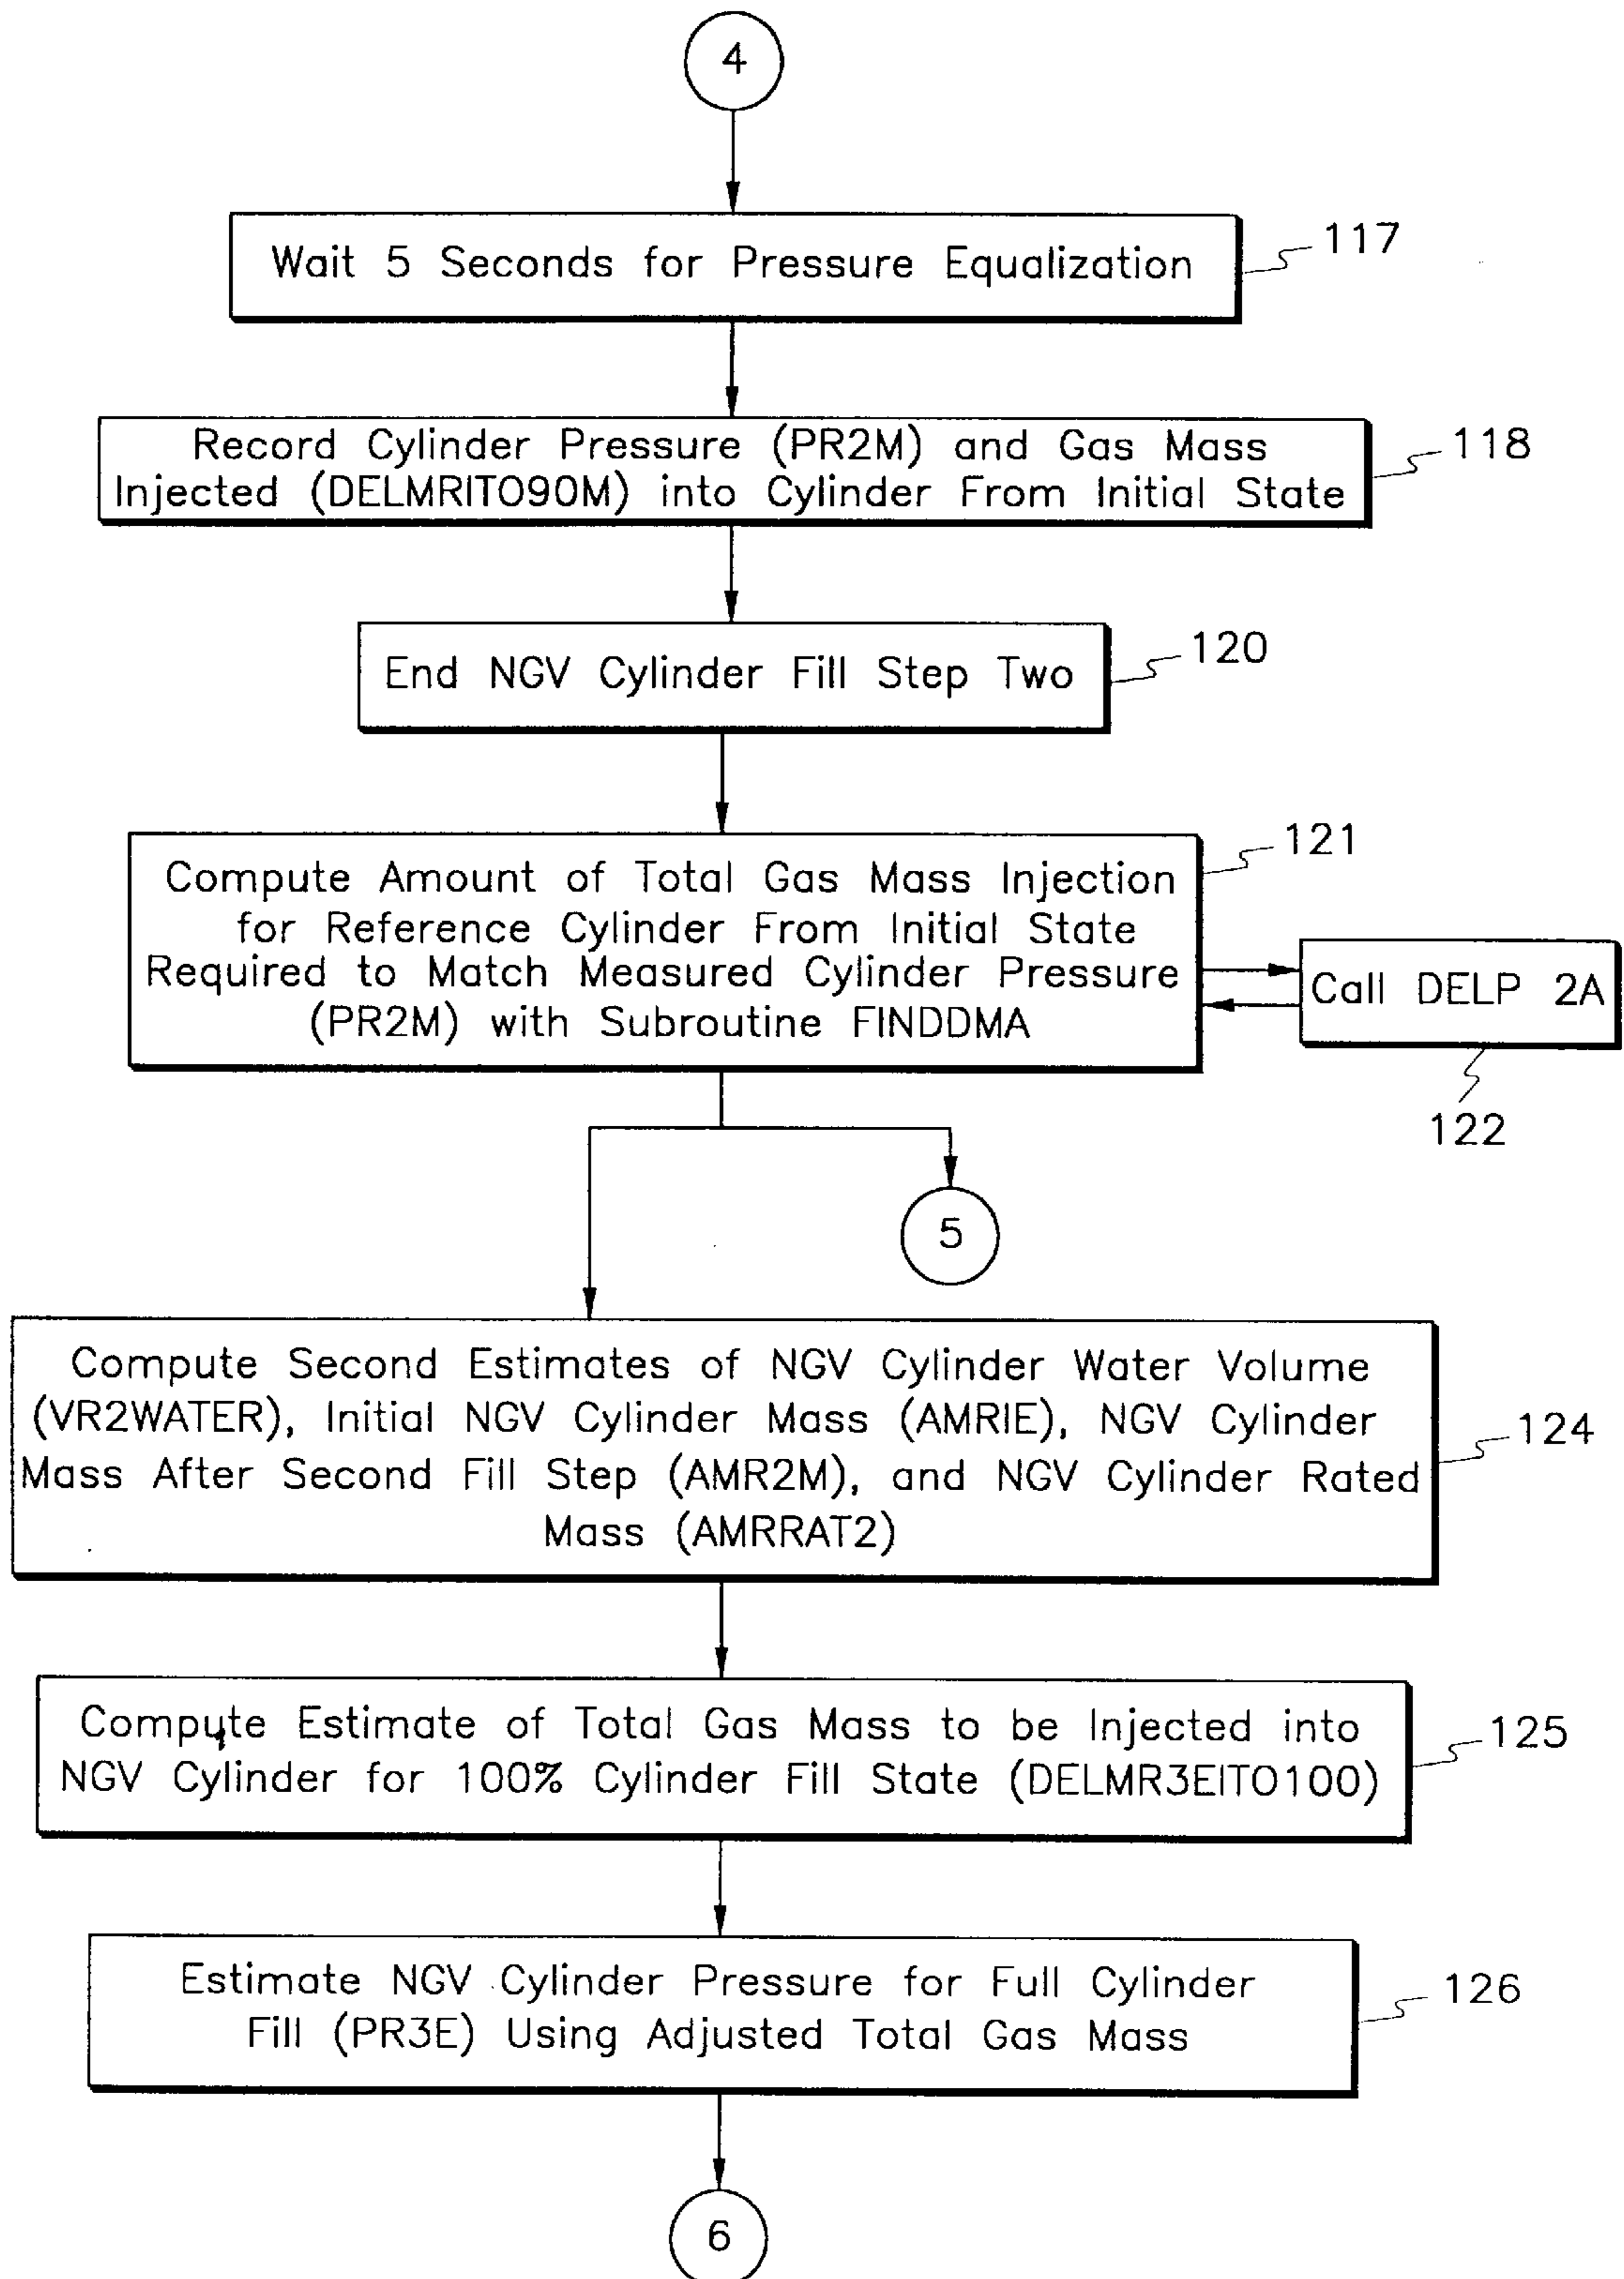 4
Wait 5 Seconds for Pressure Equalization
117
Record Cylinder Pressure (PR2M) and Gas Mass
Injected (DELMRITO90M) into Cylinder From Initial State
118
End NGV Cylinder Fill Step Two
120
Compute Amount of Total Gas Mass Injection
for Reference Cylinder From Initial State
Required to Match Measured Cylinder Pressure
(PR2M) with Subroutine FINDDMA
121
Call DELP 2A
122
5
Compute Second Estimates of NGV Cylinder Water Volume
(VR2WATER), Initial NGV Cylinder Mass (AMRIE), NGV Cylinder
Mass After Second Fill Step (AMR2M), and NGV Cylinder Rated
Mass (AMRRAT2)
124
Compute Estimate of Total Gas Mass to be Injected into
NGV Cylinder for 100% Cylinder Fill State (DELMR3EITO100)
125
Estimate NGV Cylinder Pressure for Full Cylinder
Fill (PR3E) Using Adjusted Total Gas Mass
126
6